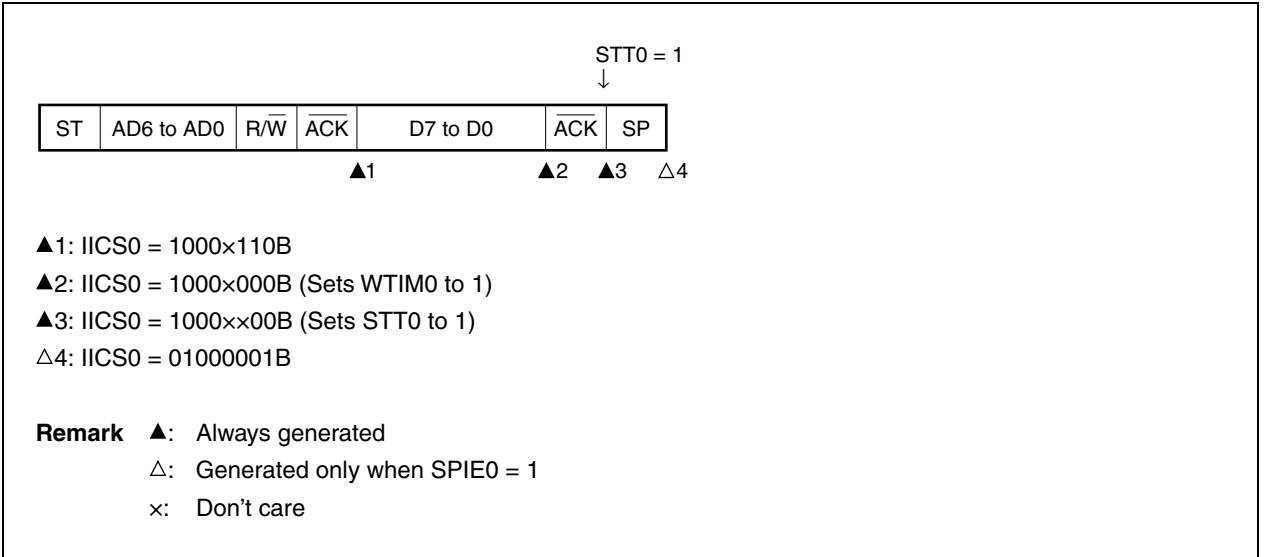 STT0 = 1
↓
ST AD6 to AD0 R/W̅ A̅C̅K̅ D7 to D0 A̅C̅K̅ SP
▲1 ▲2 ▲3 △4
▲1: IICS0 = 1000×110B
▲2: IICS0 = 1000×000B (Sets WTIM0 to 1)
▲3: IICS0 = 1000××00B (Sets STT0 to 1)
△4: IICS0 = 01000001B
Remark ▲: Always generated
△: Generated only when SPIE0 = 1
×: Don't care